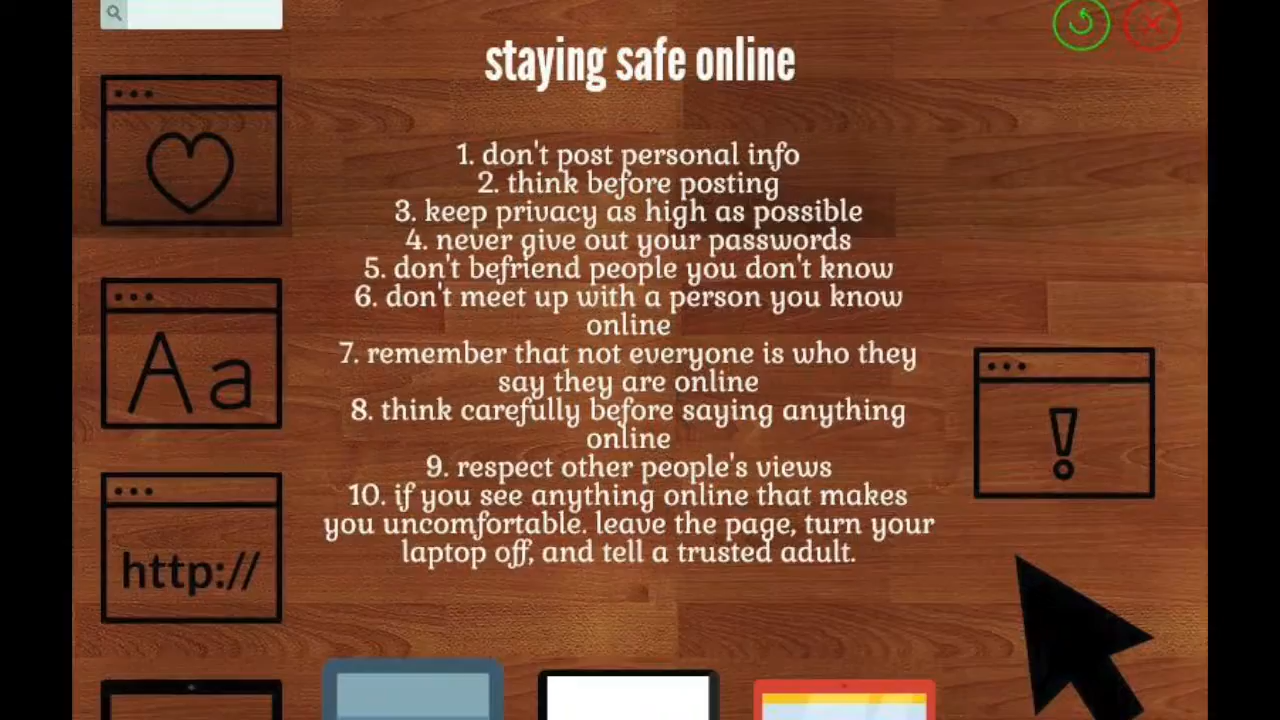 staying safe online
1. don't post personal info
2. think before posting
3. keep privacy as high as possible
4. never give out your passwords
5. don't befriend people you don't know
6. don't meet up with a person you know
online
7. remember that not everyone is who they
say they are online
8. think carefully before saying anything
online
9. respect other people's views
10. if you see anything online that makes
you uncomfortable. leave the page, turn your
laptop off, and tell a trusted adult.
Aa
!
http://